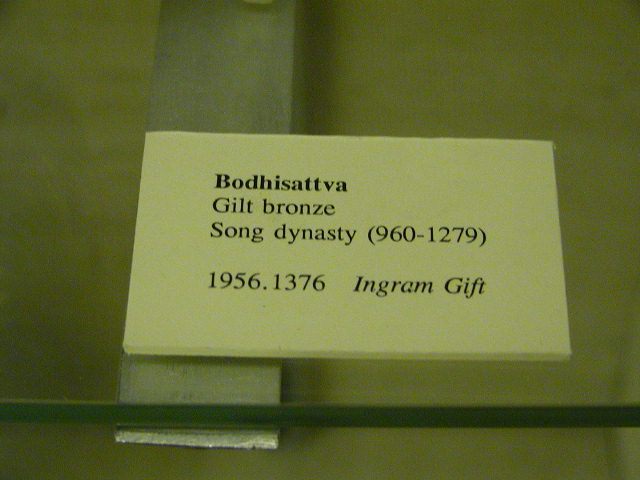 Bodhisattva
Gilt bronze
Song dynasty (960-1279)
1956.1376 Ingram Gift